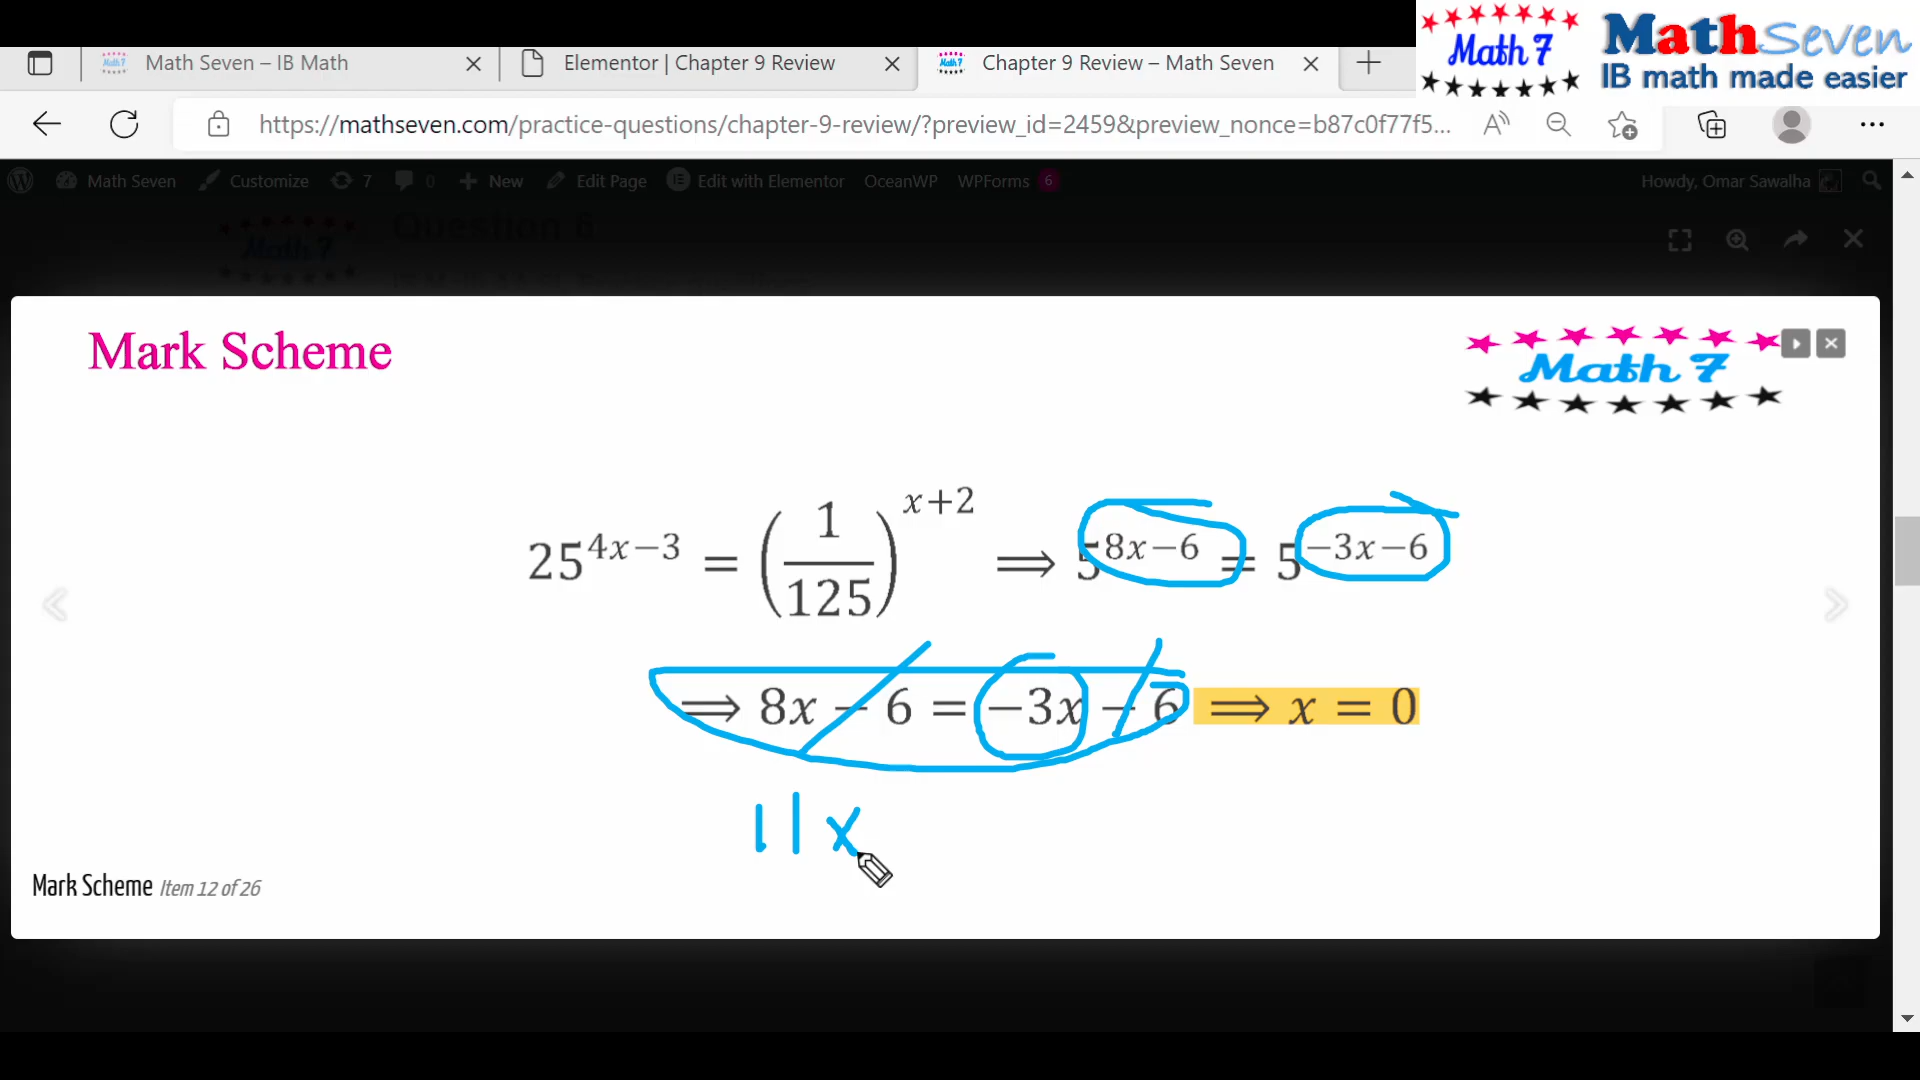 Math 7
MathSeven
IB math made easier
Math Seven – IB Math
Elementor | Chapter 9 Review
Chapter 9 Review – Math Seven
https://mathseven.com/practice-questions/chapter-9-review/?preview_id=2459&preview_nonce=b87c0f77f5...
Math Seven
Customize
7
0
New
Edit Page
Edit with Elementor
OceanWP
WPForms 6
Howdy, Omar Sawalha
Math 7
Question 6
Mark Scheme
Math 7
25^{4x−3} = (1/125)^{x+2} ⟹ 5^{8x−6} = 5^{−3x−6}
⟹ 8x − 6 = −3x − 6 ⟹ x = 0
11x
Mark Scheme Item 12 of 26